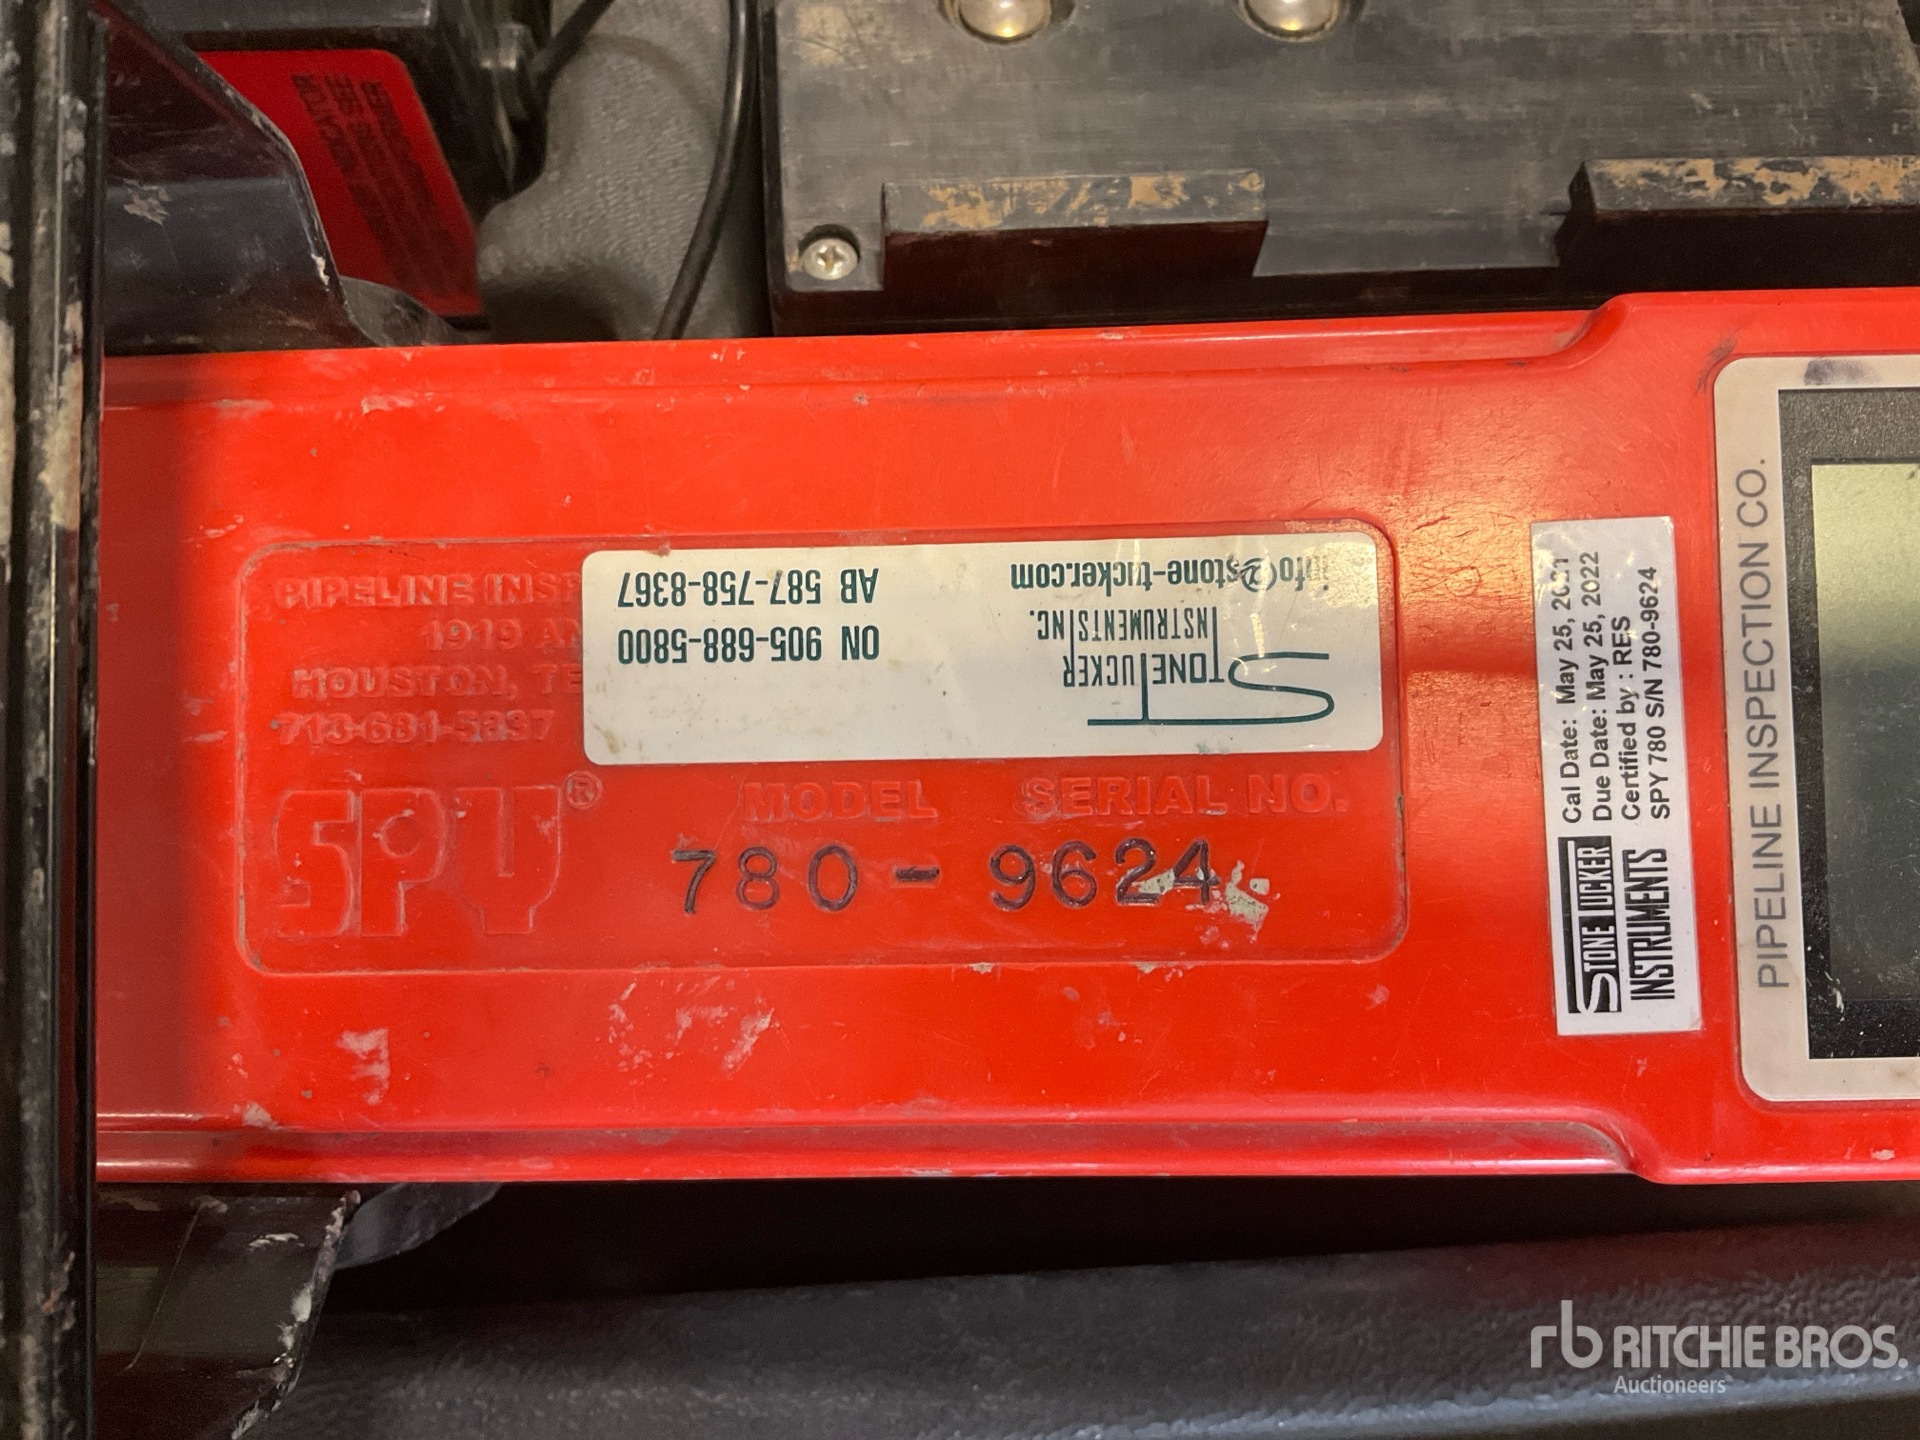 PIPELINE INSP
1919 AN
HOUSTON, TE
713-681-5837
SPY®
MODEL SERIAL NO.
780 - 9624
STONE TUCKER
INSTRUMENTS INC.
info@stone-tucker.com
ON 905-688-5800
AB 587-758-8367
STONE TUCKER
INSTRUMENTS
Cal Date: May 25, 2021
Due Date: May 25, 2022
Certified by : RES
SPY 780 S/N 780-9624
PIPELINE INSPECTION CO.
rb RITCHIE BROS.
Auctioneers